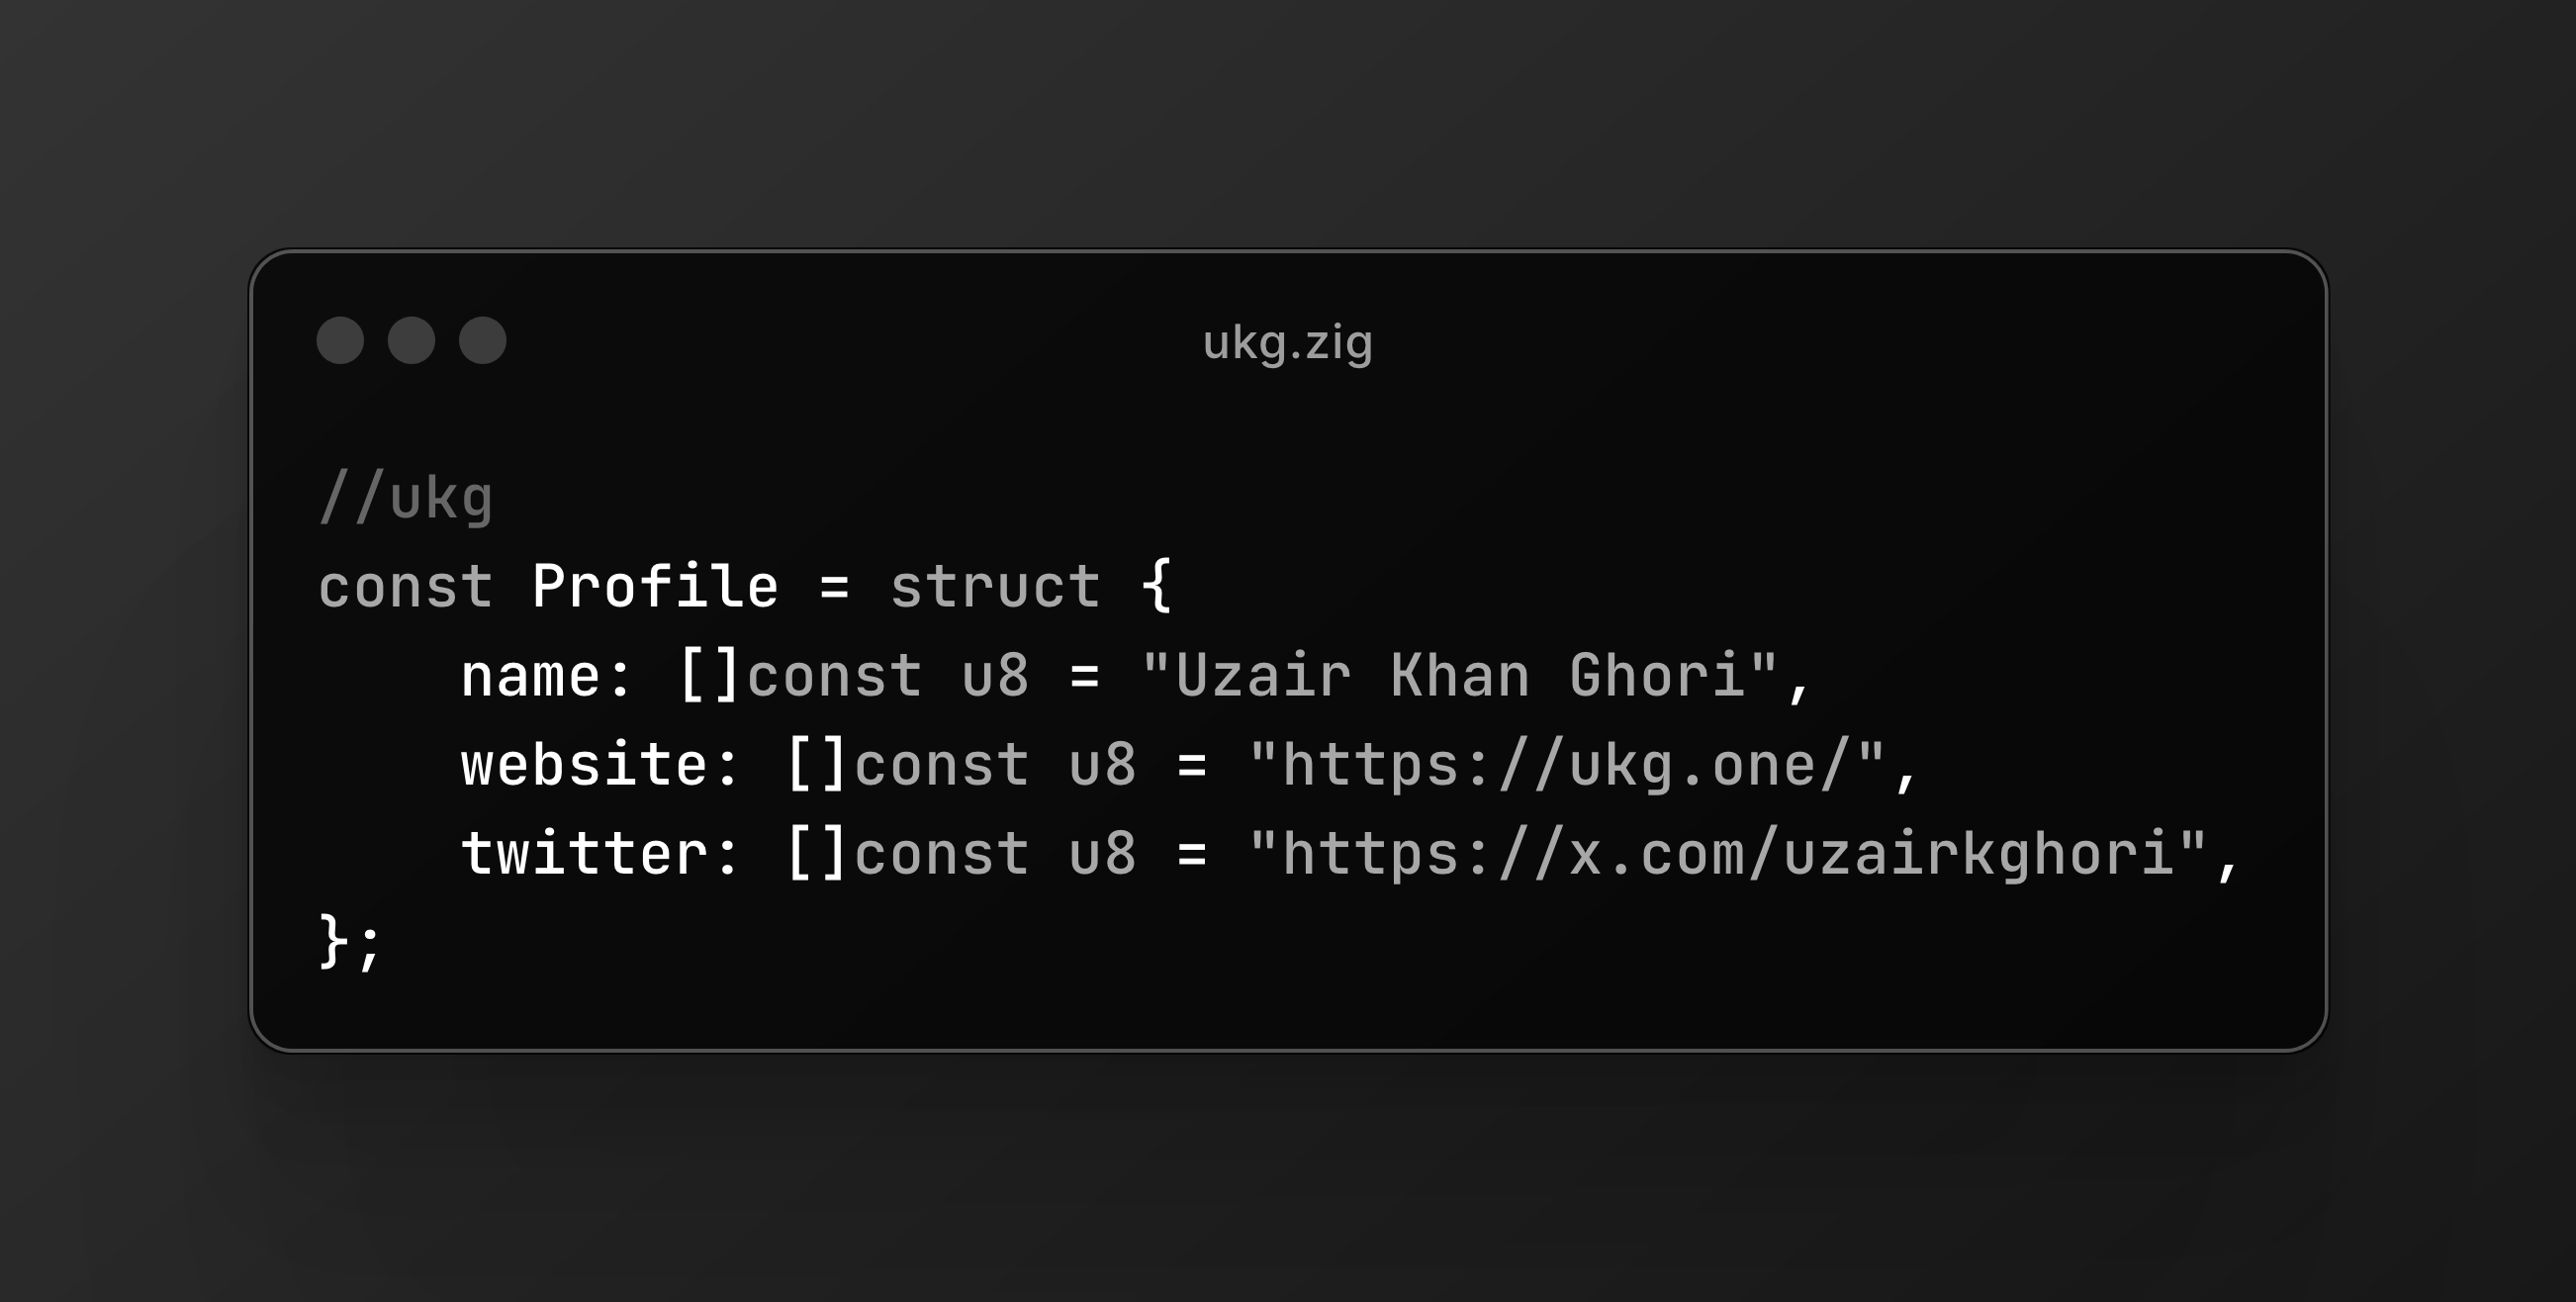 ukg.zig
//ukg
const Profile = struct {
    name: []const u8 = "Uzair Khan Ghori",
    website: []const u8 = "https://ukg.one/",
    twitter: []const u8 = "https://x.com/uzairkghori",
};